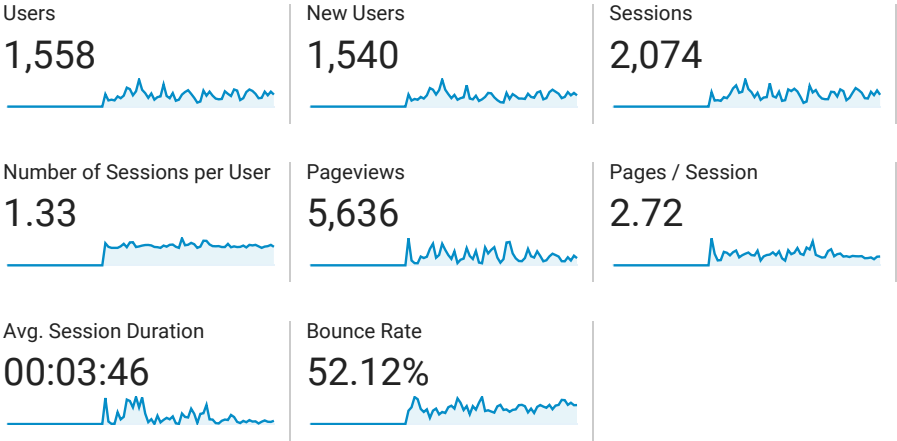 Users
1,558
New Users
1,540
Sessions
2,074
Number of Sessions per User
1.33
Pageviews
5,636
Pages / Session
2.72
Avg. Session Duration
00:03:46
Bounce Rate
52.12%